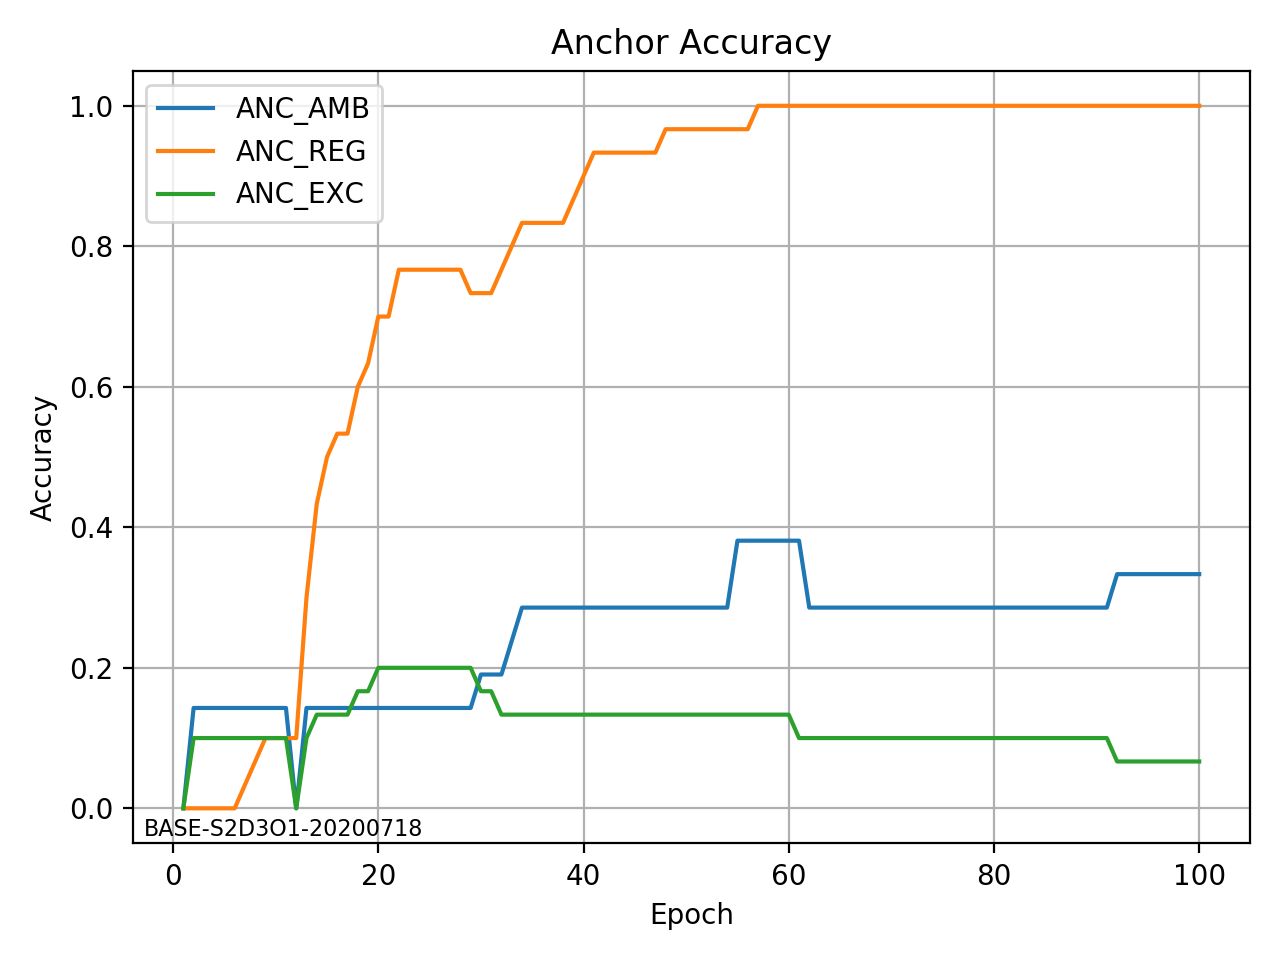 Anchor Accuracy
ANC_AMB
ANC_REG
ANC_EXC
1.0
0.8
0.6
0.4
0.2
0.0
Accuracy
BASE-S2D3O1-20200718
0 20 40 60 80 100
Epoch